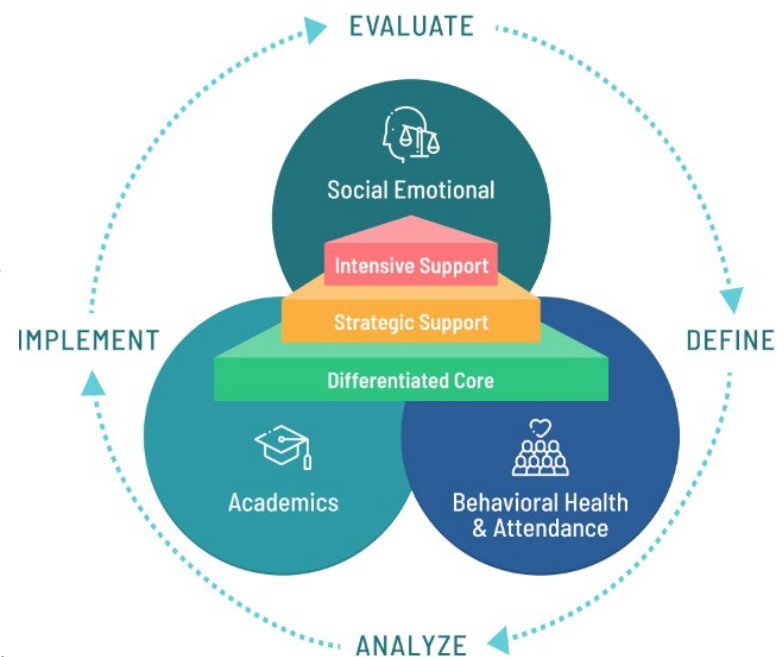 EVALUATE
Social Emotional
Intensive Support
Strategic Support
IMPLEMENT
DEFINE
Differentiated Core
Academics
Behavioral Health
& Attendance
ANALYZE